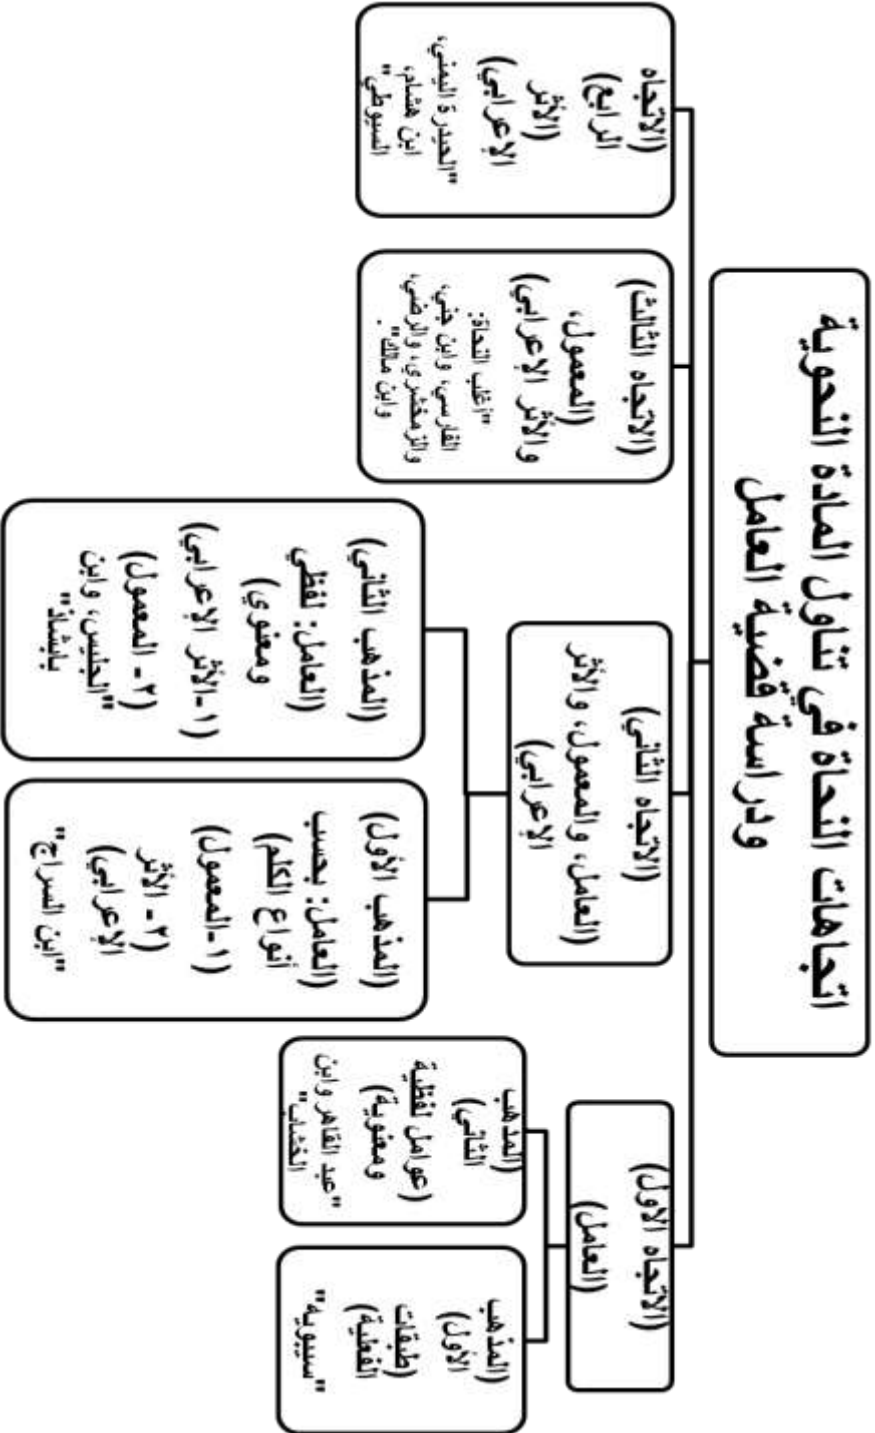 اتجاهات النحاة في تناول المادة النحوية
ودراسة قضية العامل
(الاتجاه الاول)
(العامل)
(المذهب
الأول)
(طبقات
الفعلية)
"سيبويه"
(المذهب
الثاني)
(عوامل لفظية
ومعنوية)
"عبد القاهر وابن
الخشاب"
(الاتجاه الثاني)
(العامل، والمعمول، والأثر
الإعرابي)
(المذهب الأول)
(العامل: بحسب
أنواع الكلم)
(١-المعمول)
(٢- الأثر
الإعرابي)
"ابن السراج"
(المذهب الثاني)
(العامل: لفظي
ومعنوي)
(١-الأثر الإعرابي)
(٢- المعمول)
"الجليس، وابن
بابشاذ"
(الاتجاه الثالث)
(المعمول،
والأثر الإعرابي)
"أغلب النحاة:
الفارسي، وابن جني،
والزمخشري، والرضي،
وابن مالك".
(الاتجاه
الرابع)
(الأثر
الإعرابي)
"الحيدرة اليمني،
ابن هشام،
السيوطي"